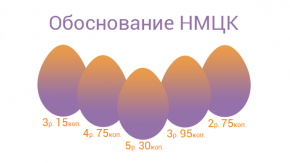 Обоснование НМЦК
3р. 15коп.
4р. 75коп.
5р. 30коп
3р. 95коп.
2р. 75коп.